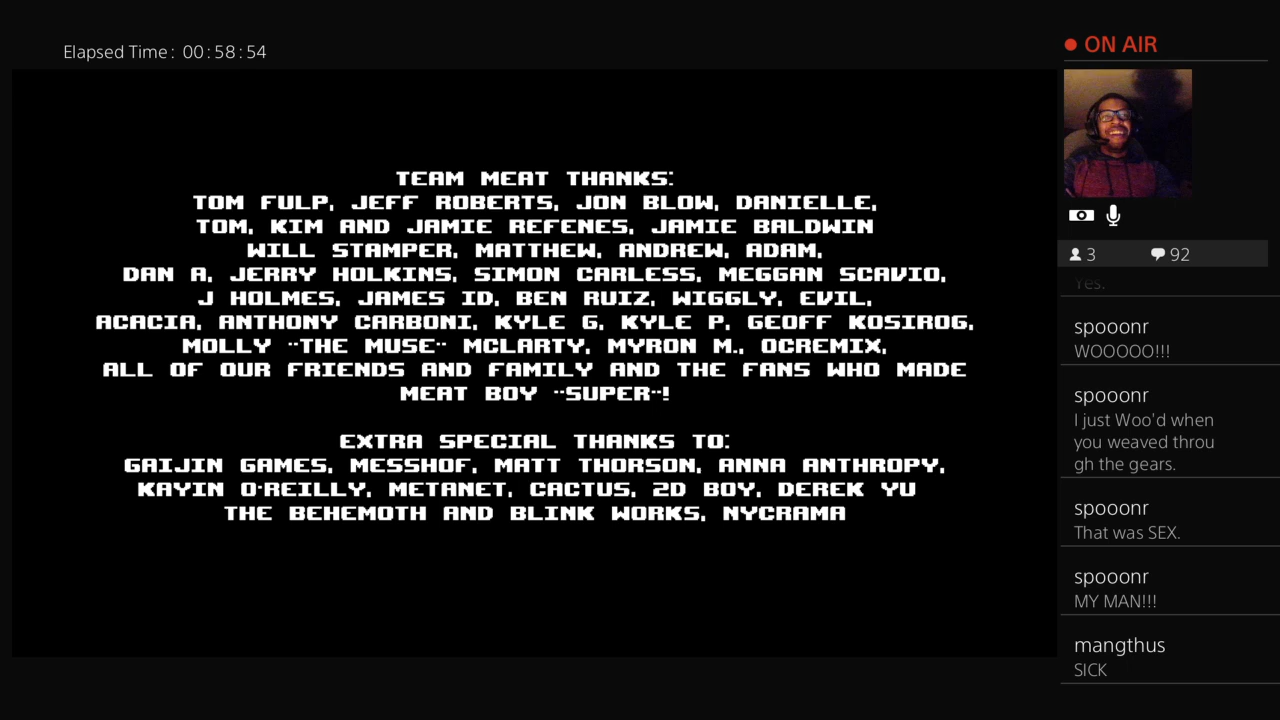 Elapsed Time: 00:58:54
ON AIR
TEAM MEAT THANKS:
TOM FULP, JEFF ROBERTS, JON BLOW, DANIELLE,
TOM, KIM AND JAMIE REFENES, JAMIE BALDWIN
WILL STAMPER, MATTHEW, ANDREW, ADAM,
DAN A, JERRY HOLKINS, SIMON CARLESS, MEGGAN SCAVIO,
J HOLMES, JAMES ID, BEN RUIZ, WIGGLY, EVIL,
ACACIA, ANTHONY CARBONI, KYLE G, KYLE P, GEOFF KOSIROG,
MOLLY "THE MUSE" MCLARTY, MYRON M., OCREMIX,
ALL OF OUR FRIENDS AND FAMILY AND THE FANS WHO MADE
MEAT BOY "SUPER"!
EXTRA SPECIAL THANKS TO:
GAIJIN GAMES, MESSHOF, MATT THORSON, ANNA ANTHROPY,
KAYIN O'REILLY, METANET, CACTUS, 2D BOY, DEREK YU
THE BEHEMOTH AND BLINK WORKS, NYCRAMA
3 92
Yes.
spooonr
WOOOOO!!!
spooonr
I just Woo'd when
you weaved throu
gh the gears.
spooonr
That was SEX.
spooonr
MY MAN!!!
mangthus
SICK